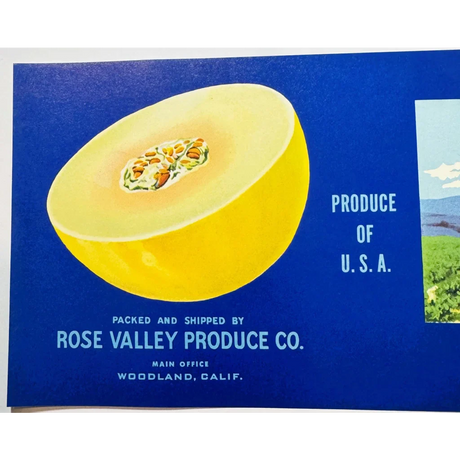 PRODUCE
OF
U. S. A.
PACKED AND SHIPPED BY
ROSE VALLEY PRODUCE CO.
MAIN OFFICE
WOODLAND, CALIF.